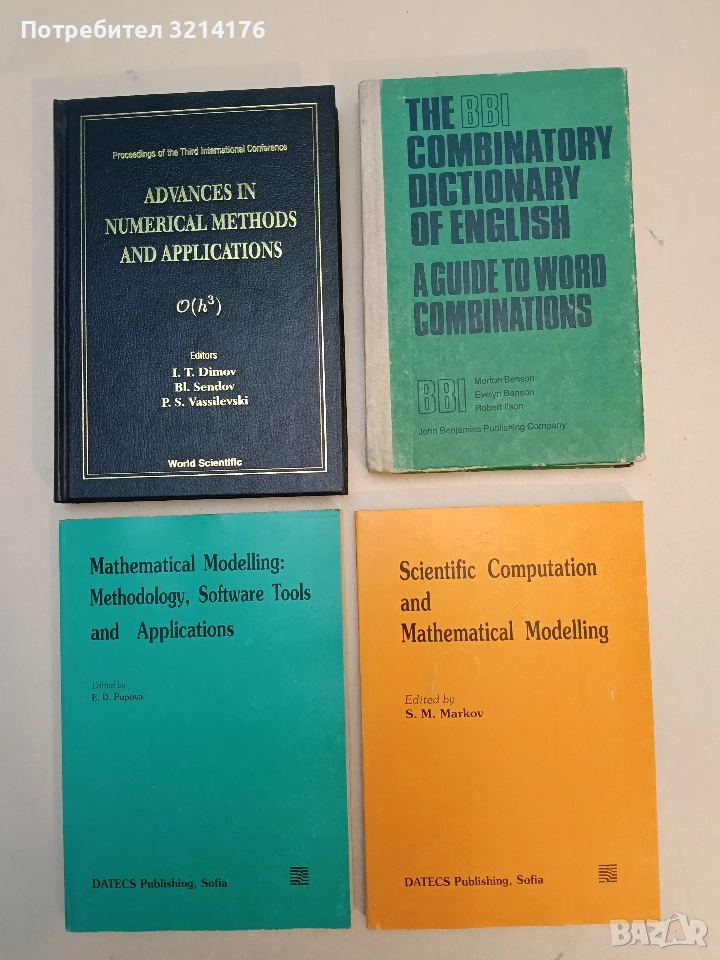 Потребител 3214176
Proceedings of the Third International Conference
ADVANCES IN
NUMERICAL METHODS
AND APPLICATIONS
O(h³)
Editors
I. T. Dimov
Bl. Sendov
P. S. Vassilevski
World Scientific
THE BBI
COMBINATORY
DICTIONARY
OF ENGLISH
A GUIDE TO WORD
COMBINATIONS
BBI
Morton Benson
Evelyn Benson
Robert Ilson
John Benjamins Publishing Company
Mathematical Modelling:
Methodology, Software Tools
and Applications
Edited by
E. D. Popova
DATECS Publishing, Sofia
Scientific Computation
and
Mathematical Modelling
Edited by
S. M. Markov
DATECS Publishing, Sofia
BAZAR